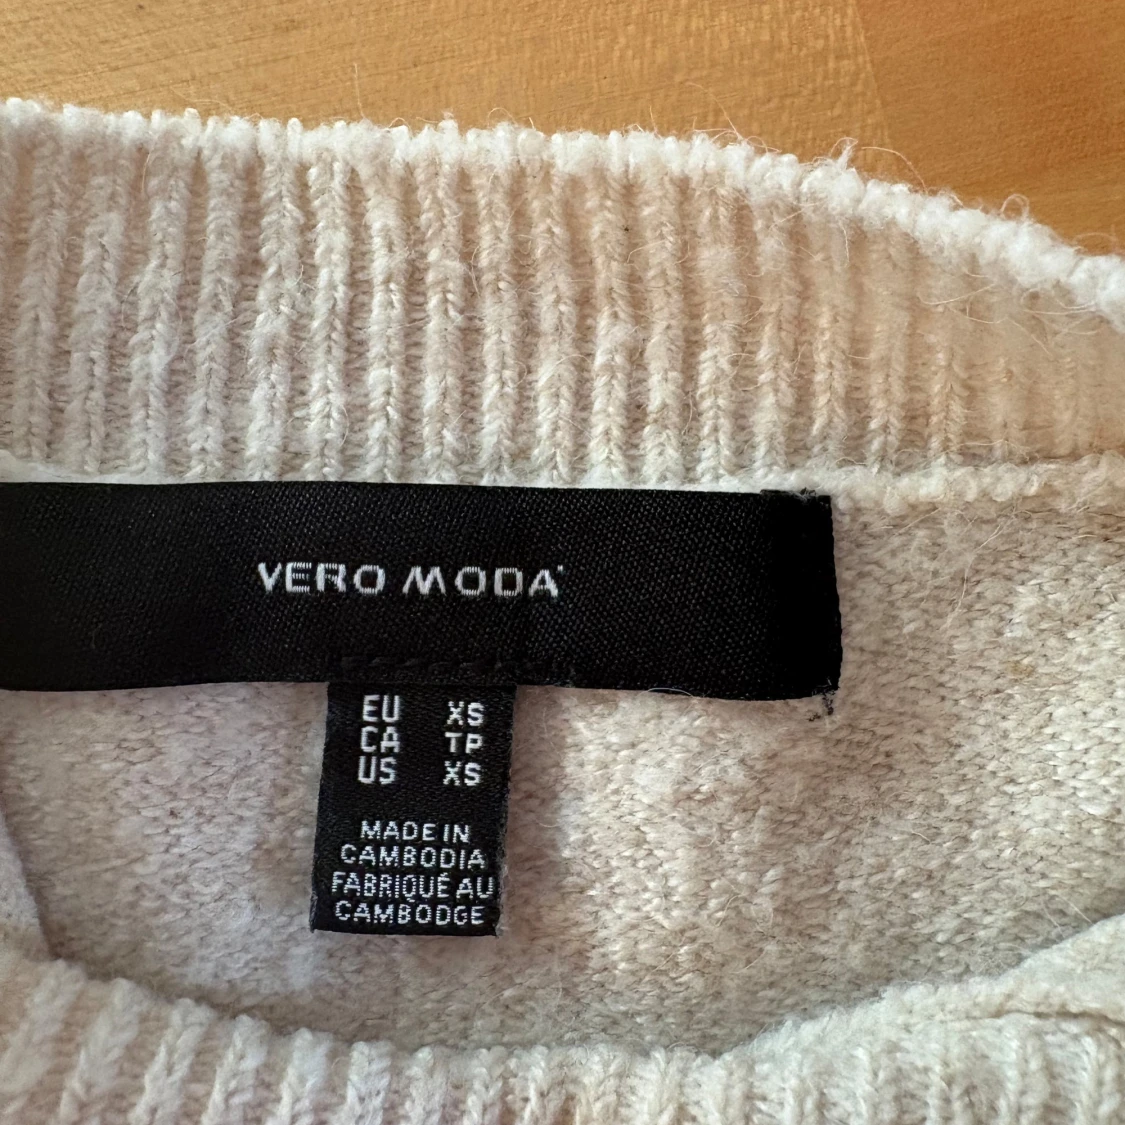 VERO MODA
EU XS
CA TP
US XS
MADE IN
CAMBODIA
FABRIQUÉ AU
CAMBODGE